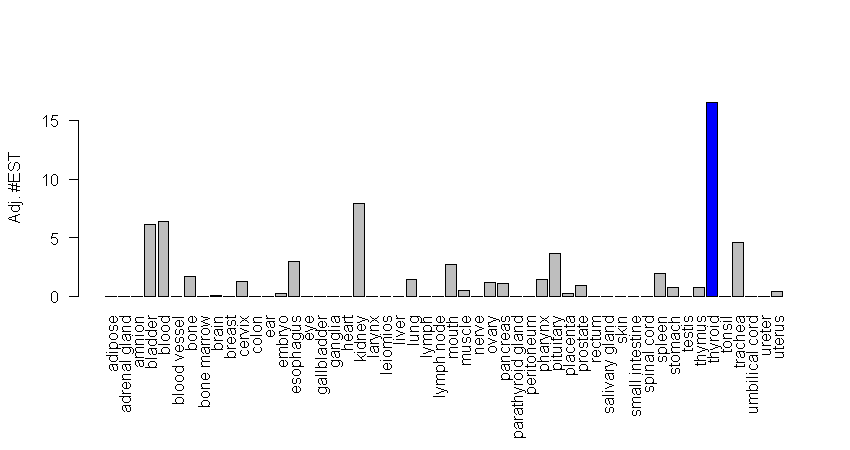 Adj. #EST
15
10
5
0
adipose
adrenal gland
amnion
bladder
blood
blood vessel
bone
bone marrow
brain
breast
cervix
colon
ear
embryo
esophagus
eye
gallbladder
ganglia
heart
kidney
larynx
leiomios
liver
lung
lymph
lymph node
mouth
muscle
nerve
ovary
pancreas
parathyroid gland
peritoneum
pharynx
pituitary
placenta
prostate
rectum
salivary gland
skin
small intestine
spinal cord
spleen
stomach
testis
thymus
thyroid
tonsil
trachea
umbilical cord
ureter
uterus